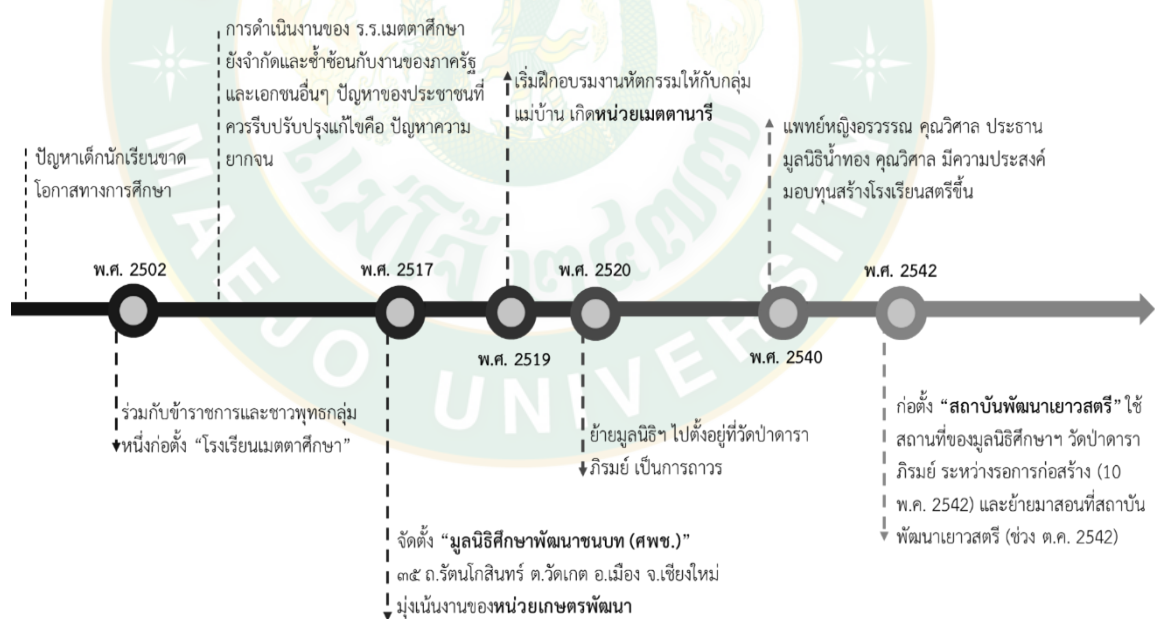 การดำเนินงานของ ร.ร.เมตตาศึกษา
ยังจำกัดและซ้ำซ้อนกับงานของภาครัฐ
และเอกชนอื่นๆ ปัญหาของประชาชนที่
ควรรีบปรับปรุงแก้ไขคือ ปัญหาความ
ยากจน
ปัญหาเด็กนักเรียนขาด
โอกาสทางการศึกษา
เริ่มฝึกอบรมงานหัตกรรมให้กับกลุ่ม
แม่บ้าน เกิดหน่วยเมตตานารี
แพทย์หญิงอรวรรณ คุณวิศาล ประธาน
มูลนิธิน้ำทอง คุณวิศาล มีความประสงค์
มอบทุนสร้างโรงเรียนสตรีขึ้น
พ.ศ. 2502
พ.ศ. 2517
พ.ศ. 2520
พ.ศ. 2542
พ.ศ. 2519
พ.ศ. 2540
ร่วมกับข้าราชการและชาวพุทธกลุ่ม
หนึ่งก่อตั้ง “โรงเรียนเมตตาศึกษา”
ย้ายมูลนิธิฯ ไปตั้งอยู่ที่วัดป่าดารา
ภิรมย์ เป็นการถาวร
ก่อตั้ง “สถาบันพัฒนาเยาวสตรี” ใช้
สถานที่ของมูลนิธิศึกษาฯ วัดป่าดารา
ภิรมย์ ระหว่างรอการก่อสร้าง (10
พ.ค. 2542) และย้ายมาสอนที่สถาบัน
พัฒนาเยาวสตรี (ช่วง ต.ค. 2542)
จัดตั้ง “มูลนิธิศึกษาพัฒนาชนบท (ศพช.)”
๓๕ ถ.รัตนโกสินทร์ ต.วัดเกต อ.เมือง จ.เชียงใหม่
มุ่งเน้นงานของหน่วยเกษตรพัฒนา
แม่โจ้ ๒๔๗๗
MAEJO UNIVERSITY